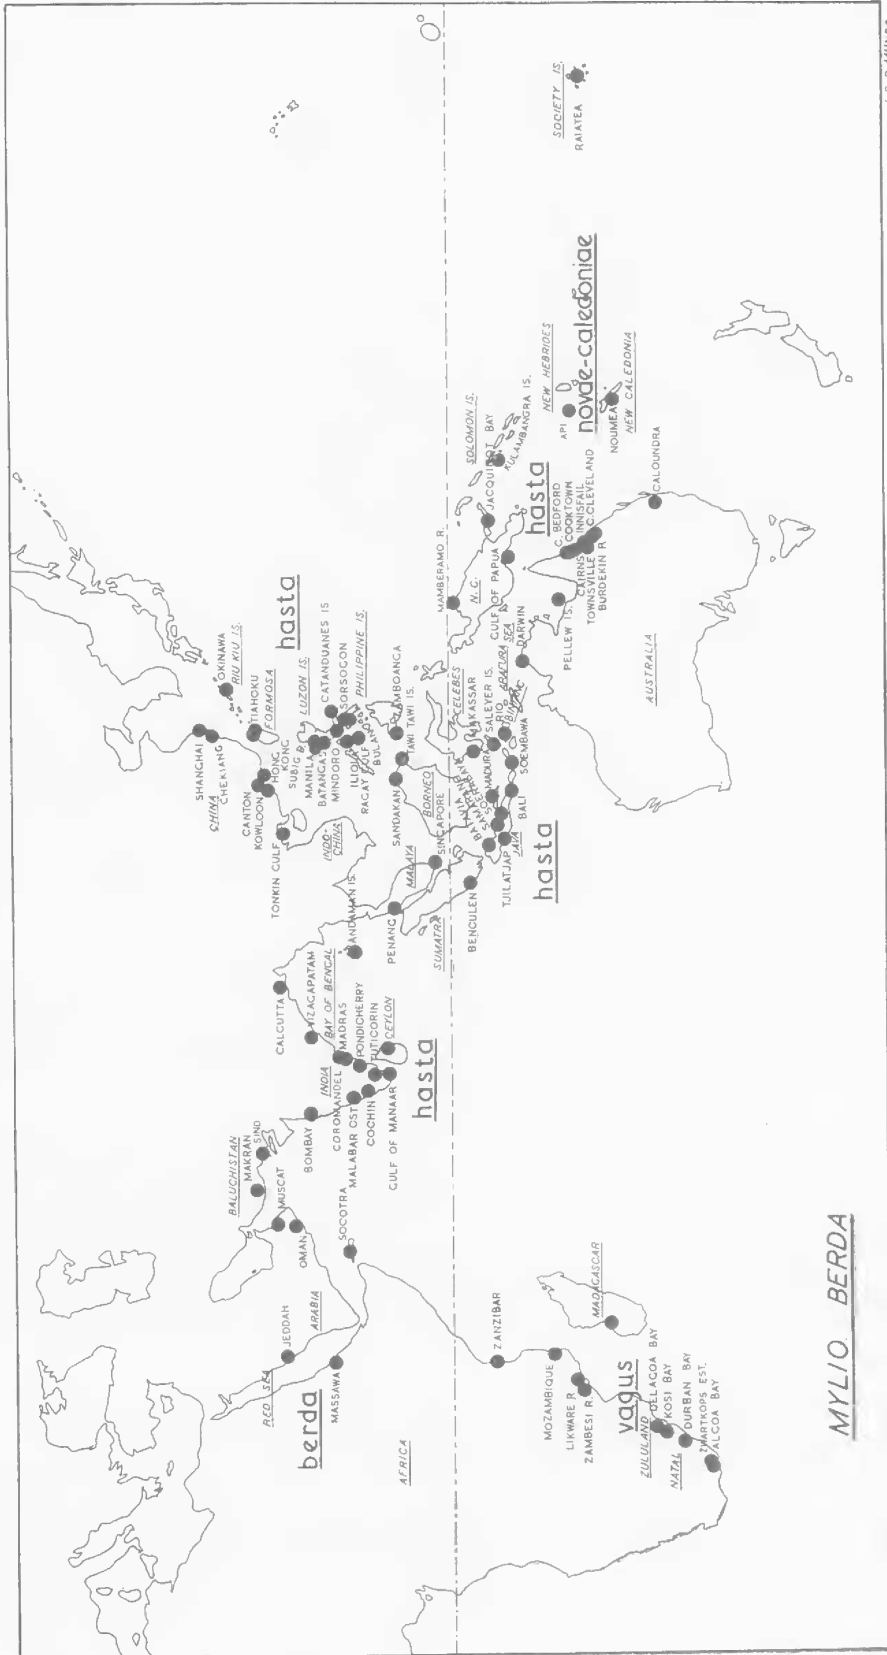 0°
SOCIETY IS.
RAIATEA
OKINAWA
RIU KIU IS.
TIAHOKU
FORMOSA
SHANGHAI
CHEKIANG
CHINA
CANTON
KOWLOON
HONG
KONG
TONKIN GULF
INDO-
CHINA
hasta
LUZON IS.
SUBIG B.
MANILA
BATANGAS
MINDORO
CATANDUANES IS
SORSOGON
PHILIPPINE IS.
RAGAY GULF
BULAN
TAWI TAWI IS.
SANDAKAN
BORNEO
SINGAPORE
MALAYA
PENANG
SUMATRA
BENCULEN
ANDAMAN IS.
CALCUTTA
VIZAGAPATAM
BAY OF BENGAL
MADRAS
PONDICHERRY
TUTICORIN
CEYLON
INDIA
COROMANDEL
MALABAR CST
COCHIN
GULF OF MANAAR
hasta
BOMBAY
SIND
MAKRAN
BALUCHISTAN
MUSCAT
OMAN
SOCOTRA
ARABIA
JEDDAH
RED SEA
berda
MASSAWA
AFRICA
ZANZIBAR
MOZAMBIQUE
LIKWARE R.
ZAMBESI R.
MADAGASCAR
vagus
ZULULAND
DELAGOA BAY
KOSI BAY
NATAL
DURBAN BAY
ZWARTKOPS EST.
ALGOA BAY
CELEBES
MAKASSAR
SALEYER IS.
RIO
MADURA
SOEMBAWA
BALI
JAVA
TJILATJAP
hasta
MAMBERAMO R.
N.G.
GULF OF PAPUA
ARAFURA SEA
DARWIN
PELLEW IS.
SOLOMON IS.
JACQUINOT BAY
KULAMBANGRA IS.
hasta
C. BEDFORD
COOKTOWN
INNISFAIL
C. CLEVELAND
CAIRNS
TOWNSVILLE
BURDEKIN R
CALOUNDRA
AUSTRALIA
NEW HEBRIDES
API
novae-caledoniae
NOUMEA
NEW CALEDONIA
MYLIO BERDA